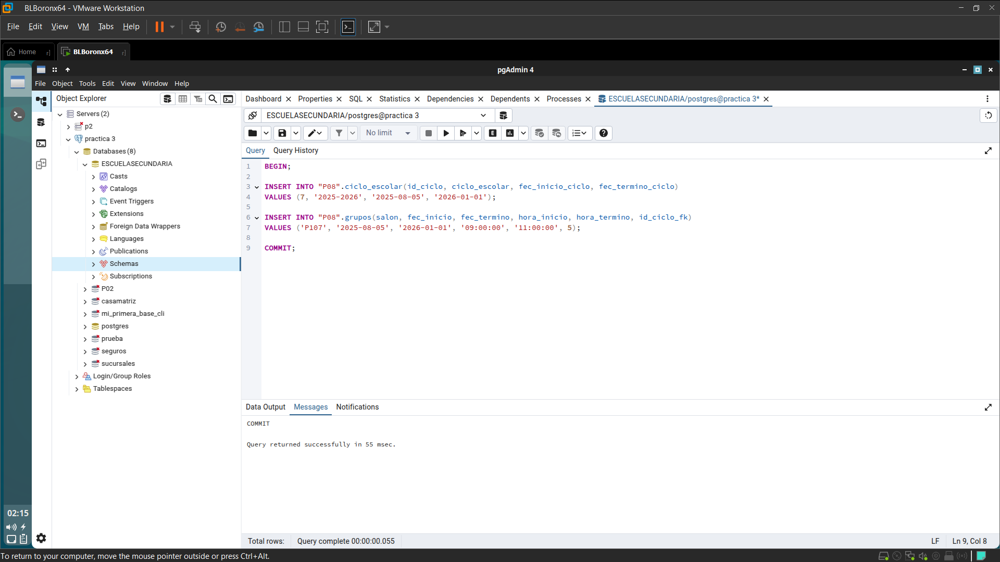 BLBoronx64 - VMware Workstation
File Edit View VM Tabs Help
Home
BLBoronx64
pgAdmin 4
File Object Tools Edit View Window Help
Object Explorer
Dashboard Properties SQL Statistics Dependencies Dependents Processes ESCUELASECUNDARIA/postgres@practica 3*
Servers (2)
p2
practica 3
Databases (8)
ESCUELASECUNDARIA
Casts
Catalogs
Event Triggers
Extensions
Foreign Data Wrappers
Languages
Publications
Schemas
Subscriptions
P02
casamatriz
mi_primera_base_cli
postgres
prueba
seguros
sucursales
Login/Group Roles
Tablespaces
ESCUELASECUNDARIA/postgres@practica 3
No limit
E
Query Query History
1 BEGIN;
2
3 INSERT INTO "P08".ciclo_escolar(id_ciclo, ciclo_escolar, fec_inicio_ciclo, fec_termino_ciclo)
4 VALUES (7, '2025-2026', '2025-08-05', '2026-01-01');
5
6 INSERT INTO "P08".grupos(salon, fec_inicio, fec_termino, hora_inicio, hora_termino, id_ciclo_fk)
7 VALUES ('P107', '2025-08-05', '2026-01-01', '09:00:00', '11:00:00', 5);
8
9 COMMIT;
Data Output Messages Notifications
COMMIT
Query returned successfully in 55 msec.
Total rows: Query complete 00:00:00.055
LF Ln 9, Col 8
02:15
To return to your computer, move the mouse pointer outside or press Ctrl+Alt.